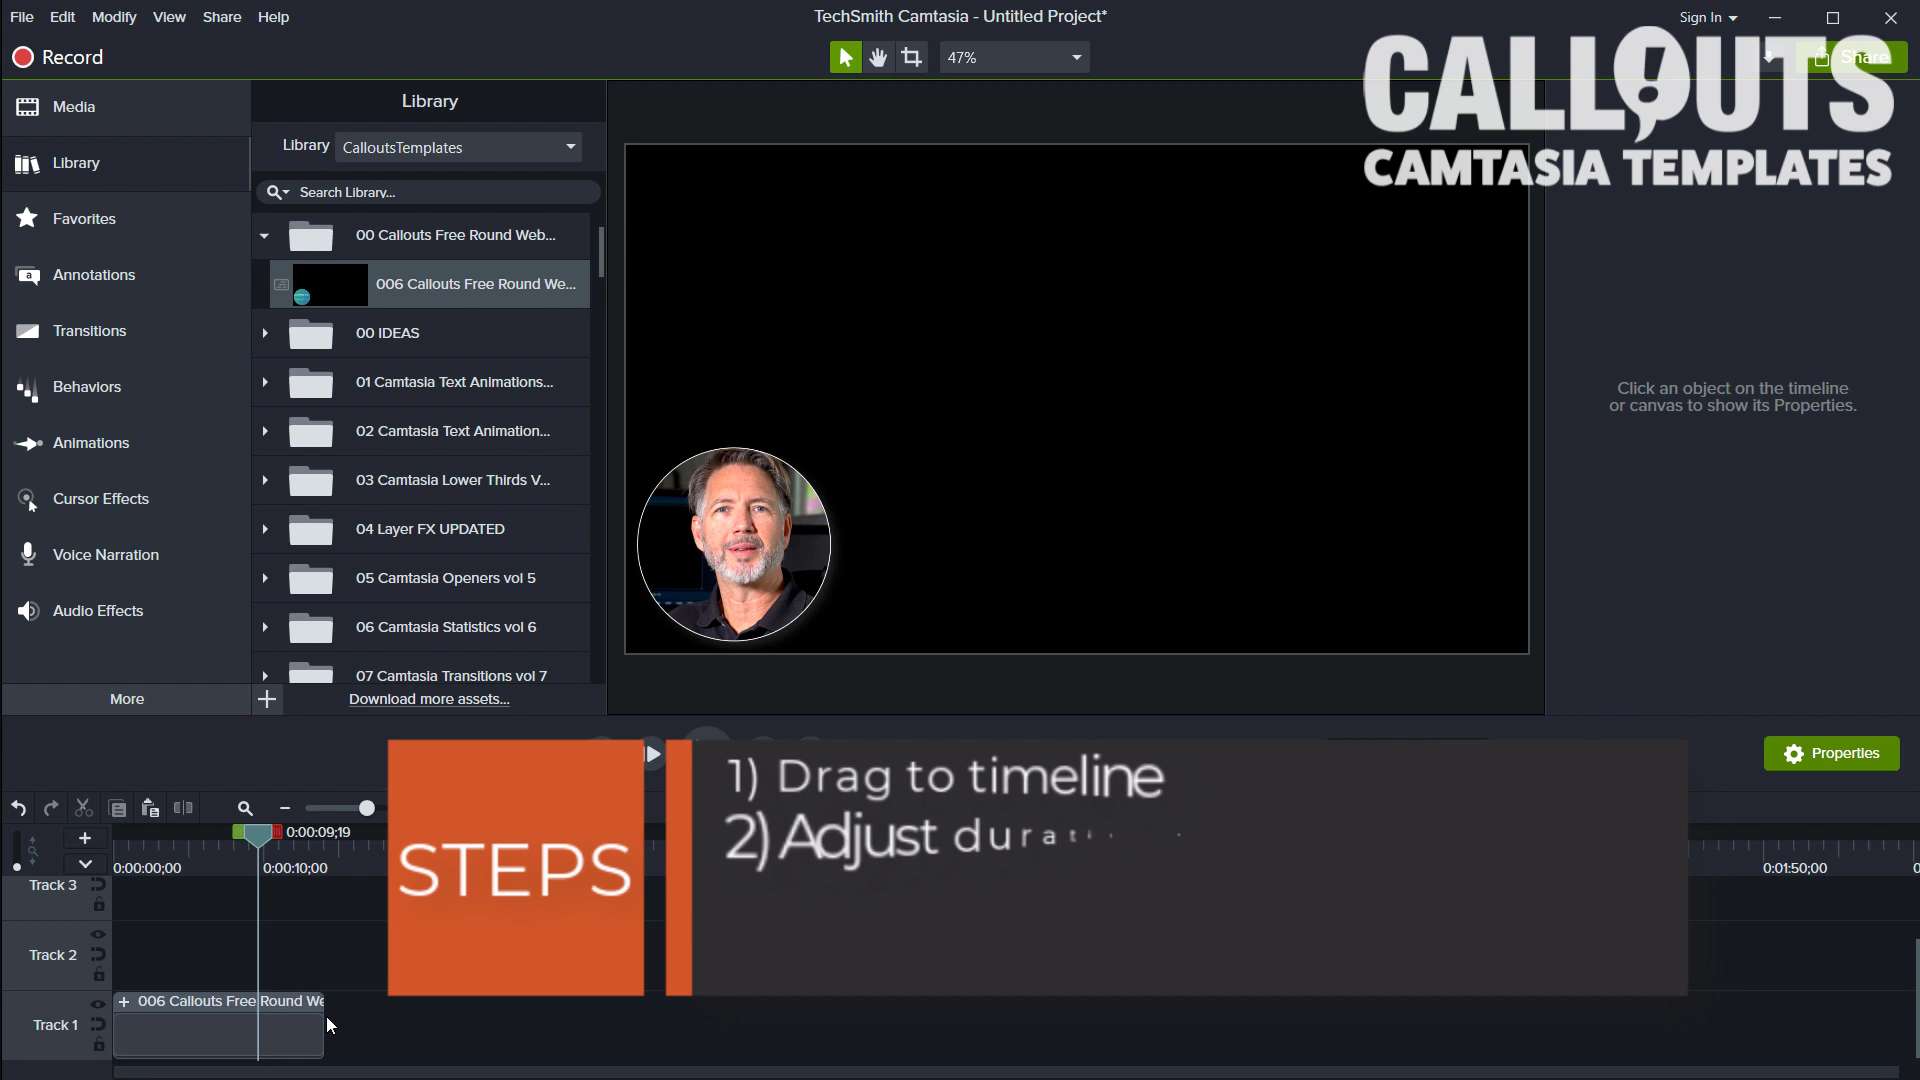 File Edit Modify View Share Help
TechSmith Camtasia - Untitled Project*
Sign In
Record
47%
Share
CALLOUTS
CAMTASIA TEMPLATES
Media
Library
Favorites
Annotations
Transitions
Behaviors
Animations
Cursor Effects
Voice Narration
Audio Effects
More
Library
Library CalloutsTemplates
Search Library...
00 Callouts Free Round Web...
006 Callouts Free Round We...
00 IDEAS
01 Camtasia Text Animations...
02 Camtasia Text Animation...
03 Camtasia Lower Thirds V...
04 Layer FX UPDATED
05 Camtasia Openers vol 5
06 Camtasia Statistics vol 6
07 Camtasia Transitions vol 7
Download more assets...
Click an object on the timeline
or canvas to show its Properties.
Properties
STEPS
1) Drag to timeline
2) Adjust durati
0:00:09;19
0:00:00;00 0:00:10;00 0:01:50;00 0
Track 3
Track 2
Track 1
006 Callouts Free Round We